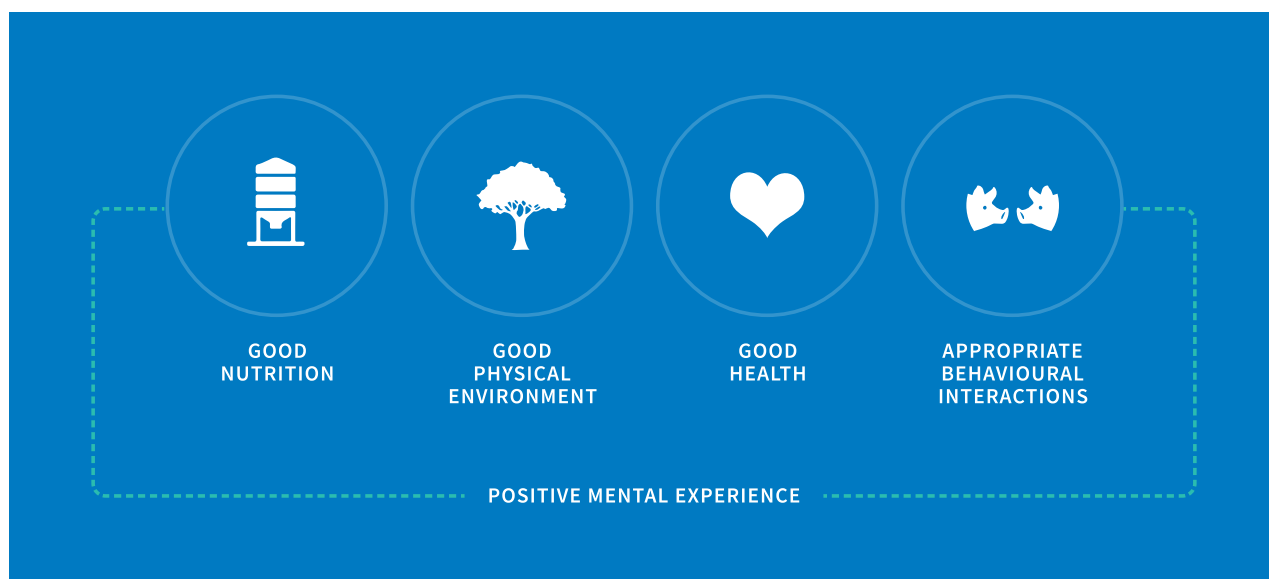 GOOD
NUTRITION
GOOD
PHYSICAL
ENVIRONMENT
GOOD
HEALTH
APPROPRIATE
BEHAVIOURAL
INTERACTIONS
POSITIVE MENTAL EXPERIENCE